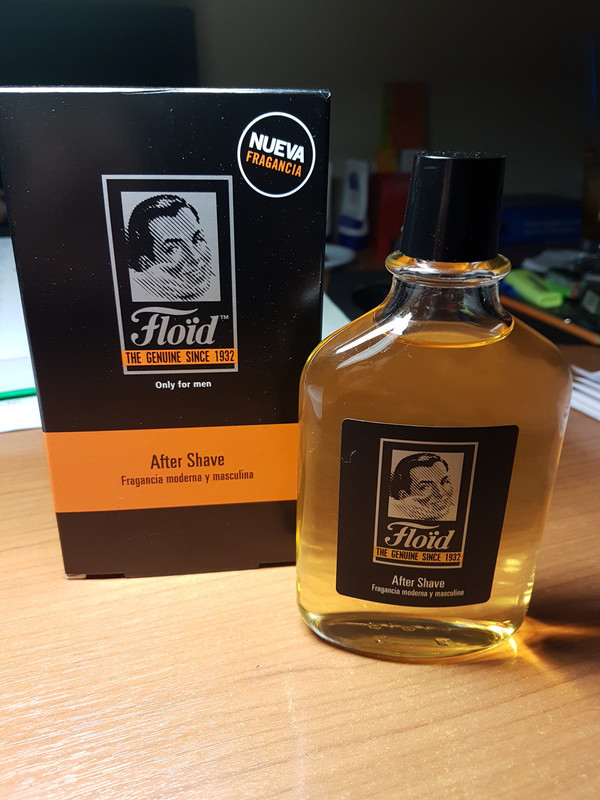 NUEVA
FRAGANCIA
Floïd™
THE GENUINE SINCE 1932
Only for men
After Shave
Fragancia moderna y masculina
Floïd
THE GENUINE SINCE 1932
After Shave
Fragancia moderna y masculina